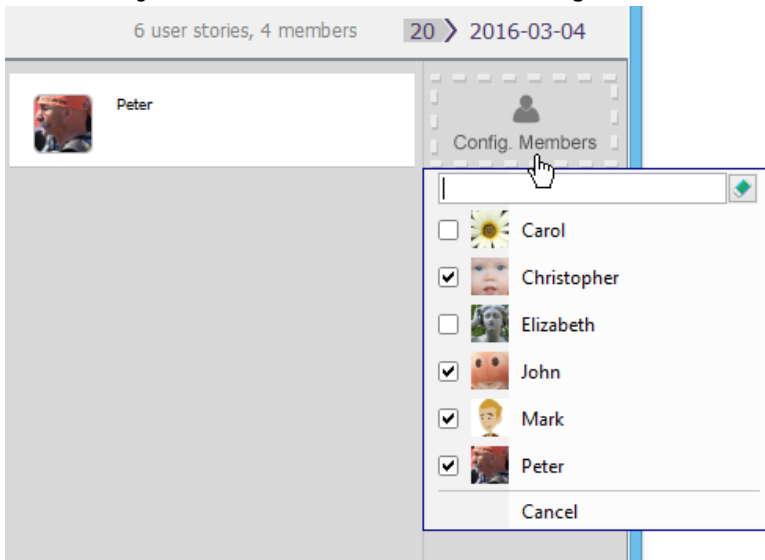 6 user stories, 4 members 20 2016-03-04
Peter
Config. Members
Carol
Christopher
Elizabeth
John
Mark
Peter
Cancel